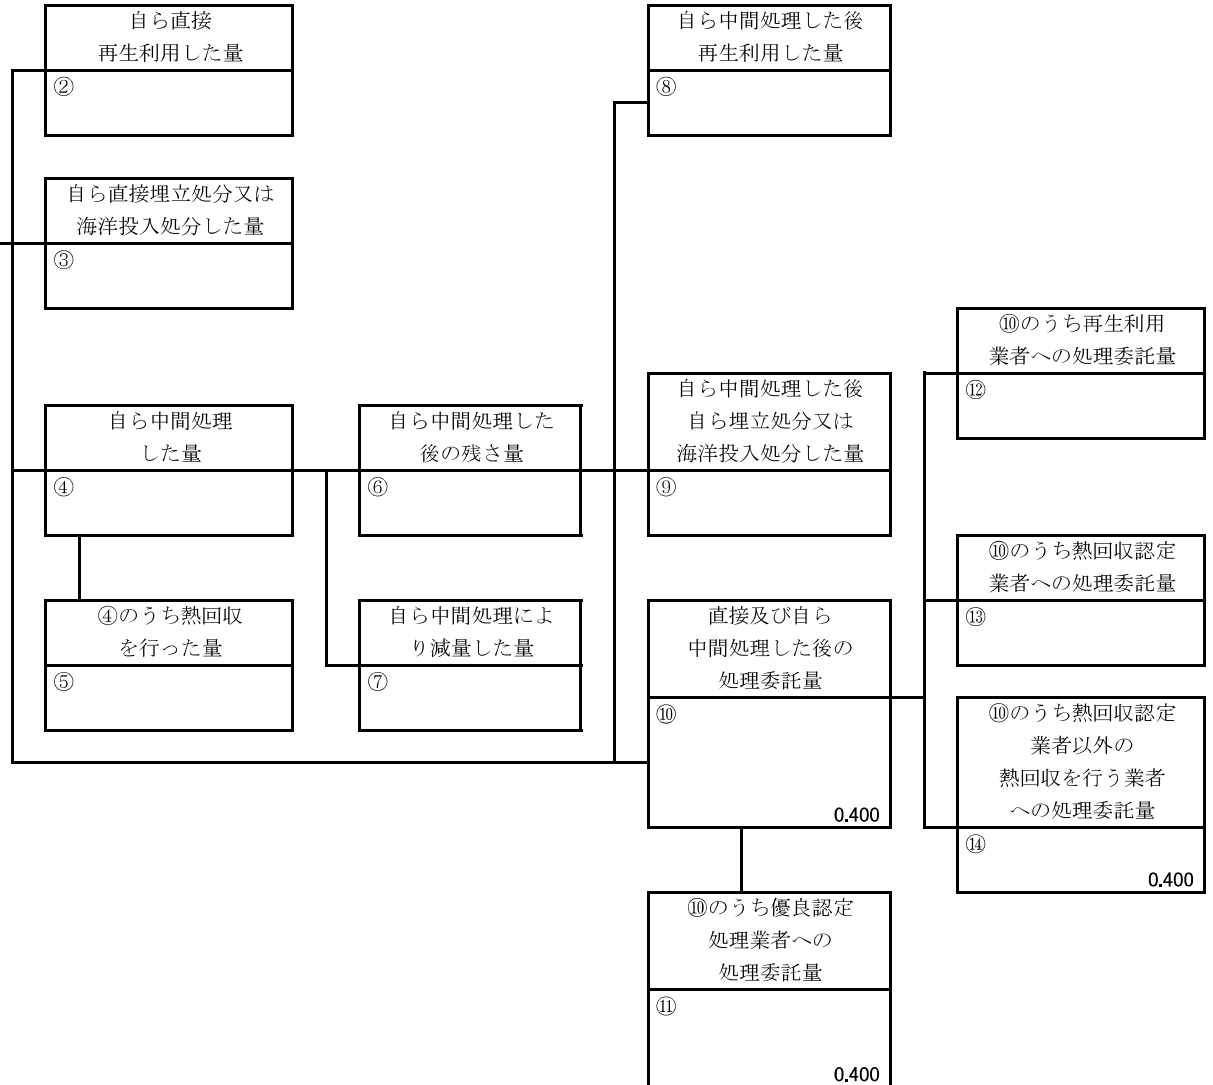 自ら直接
再生利用した量
②
自ら中間処理した後
再生利用した量
⑧
自ら直接埋立処分又は
海洋投入処分した量
③
⑩のうち再生利用
業者への処理委託量
⑫
自ら中間処理
した量
④
自ら中間処理した
後の残さ量
⑥
自ら中間処理した後
自ら埋立処分又は
海洋投入処分した量
⑨
⑩のうち熱回収認定
業者への処理委託量
⑬
④のうち熱回収
を行った量
⑤
自ら中間処理によ
り減量した量
⑦
直接及び自ら
中間処理した後の
処理委託量
⑩
0.400
⑩のうち熱回収認定
業者以外の
熱回収を行う業者
への処理委託量
⑭
0.400
⑩のうち優良認定
処理業者への
処理委託量
⑪
0.400